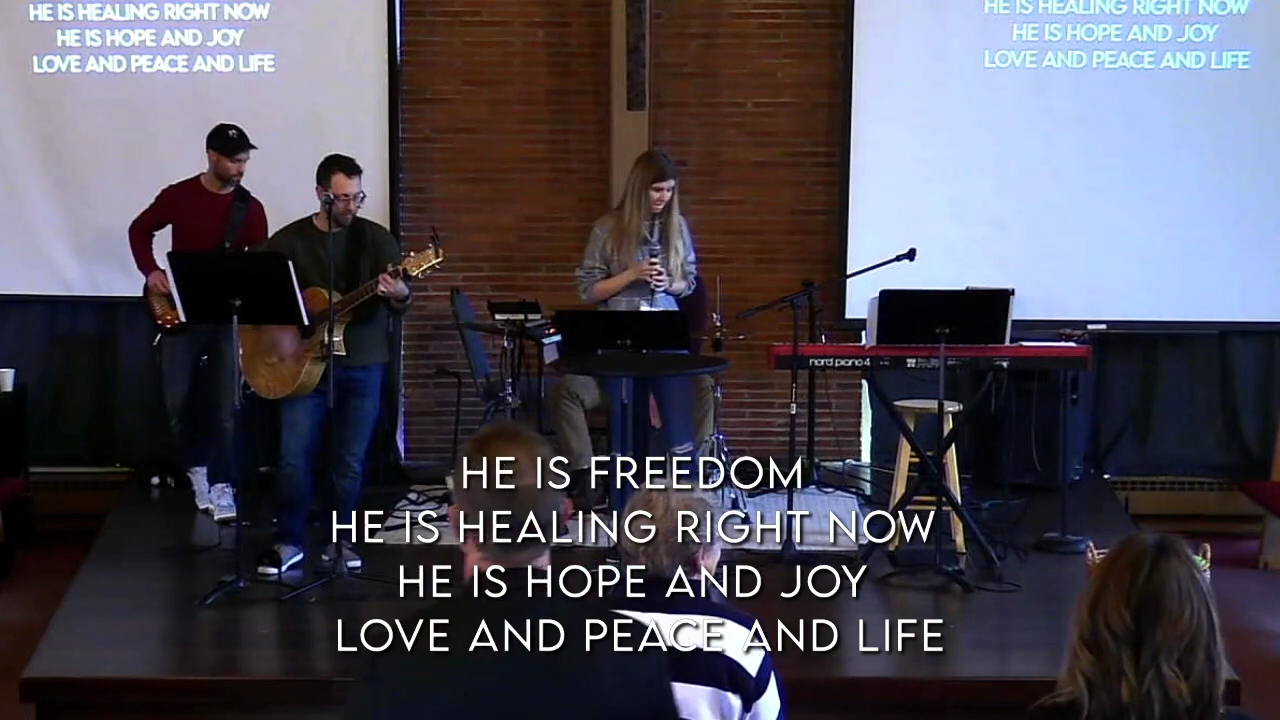 HE IS HEALING RIGHT NOW
HE IS HOPE AND JOY
LOVE AND PEACE AND LIFE
HE IS HEALING RIGHT NOW
HE IS HOPE AND JOY
LOVE AND PEACE AND LIFE
nord piano 4
HE IS FREEDOM
HE IS HEALING RIGHT NOW
HE IS HOPE AND JOY
LOVE AND PEACE AND LIFE